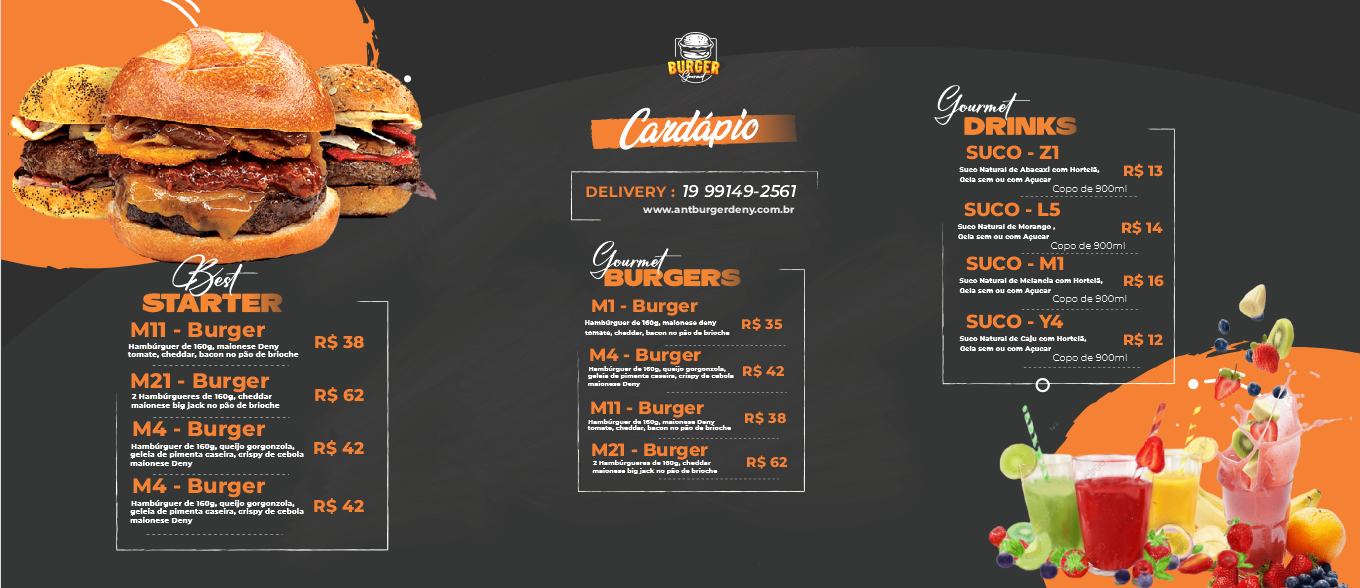 Best
STARTER
M11 - Burger
Hambúrguer de 160g, maionese Deny
tomate, cheddar, bacon no pão de brioche
R$ 38
M21 - Burger
2 Hambúrgueres de 160g, cheddar
maionese big jack no pão de brioche
R$ 62
M4 - Burger
Hambúrguer de 160g, queijo gorgonzola,
geleia de pimenta caseira, crispy de cebola
maionese Deny
R$ 42
M4 - Burger
Hambúrguer de 160g, queijo gorgonzola,
geleia de pimenta caseira, crispy de cebola
maionese Deny
R$ 42
BURGER
Gourmet
Cardápio
DELIVERY : 19 99149-2561
www.antburgerdeny.com.br
Gourmet
BURGERS
M1 - Burger
Hambúrguer de 160g, maionese deny
tomate, cheddar, bacon no pão de brioche
R$ 35
M4 - Burger
Hambúrguer de 160g, queijo gorgonzola,
geleia de pimenta caseira, crispy de cebola
maionese Deny
R$ 42
M11 - Burger
Hambúrguer de 160g, maionese Deny
tomate, cheddar, bacon no pão de brioche
R$ 38
M21 - Burger
2 Hambúrgueres de 160g, cheddar
maionese big jack no pão de brioche
R$ 62
Gourmet
DRINKS
SUCO - Z1
Suco Natural de Abacaxi com Hortelã,
Gela sem ou com Açucar
Copo de 900ml
R$ 13
SUCO - L5
Suco Natural de Morango ,
Gela sem ou com Açucar
Copo de 900ml
R$ 14
SUCO - M1
Suco Natural de Melancia com Hortelã,
Gela sem ou com Açucar
Copo de 900ml
R$ 16
SUCO - Y4
Suco Natural de Caju com Hortelã,
Gela sem ou com Açucar
Copo de 900ml
R$ 12